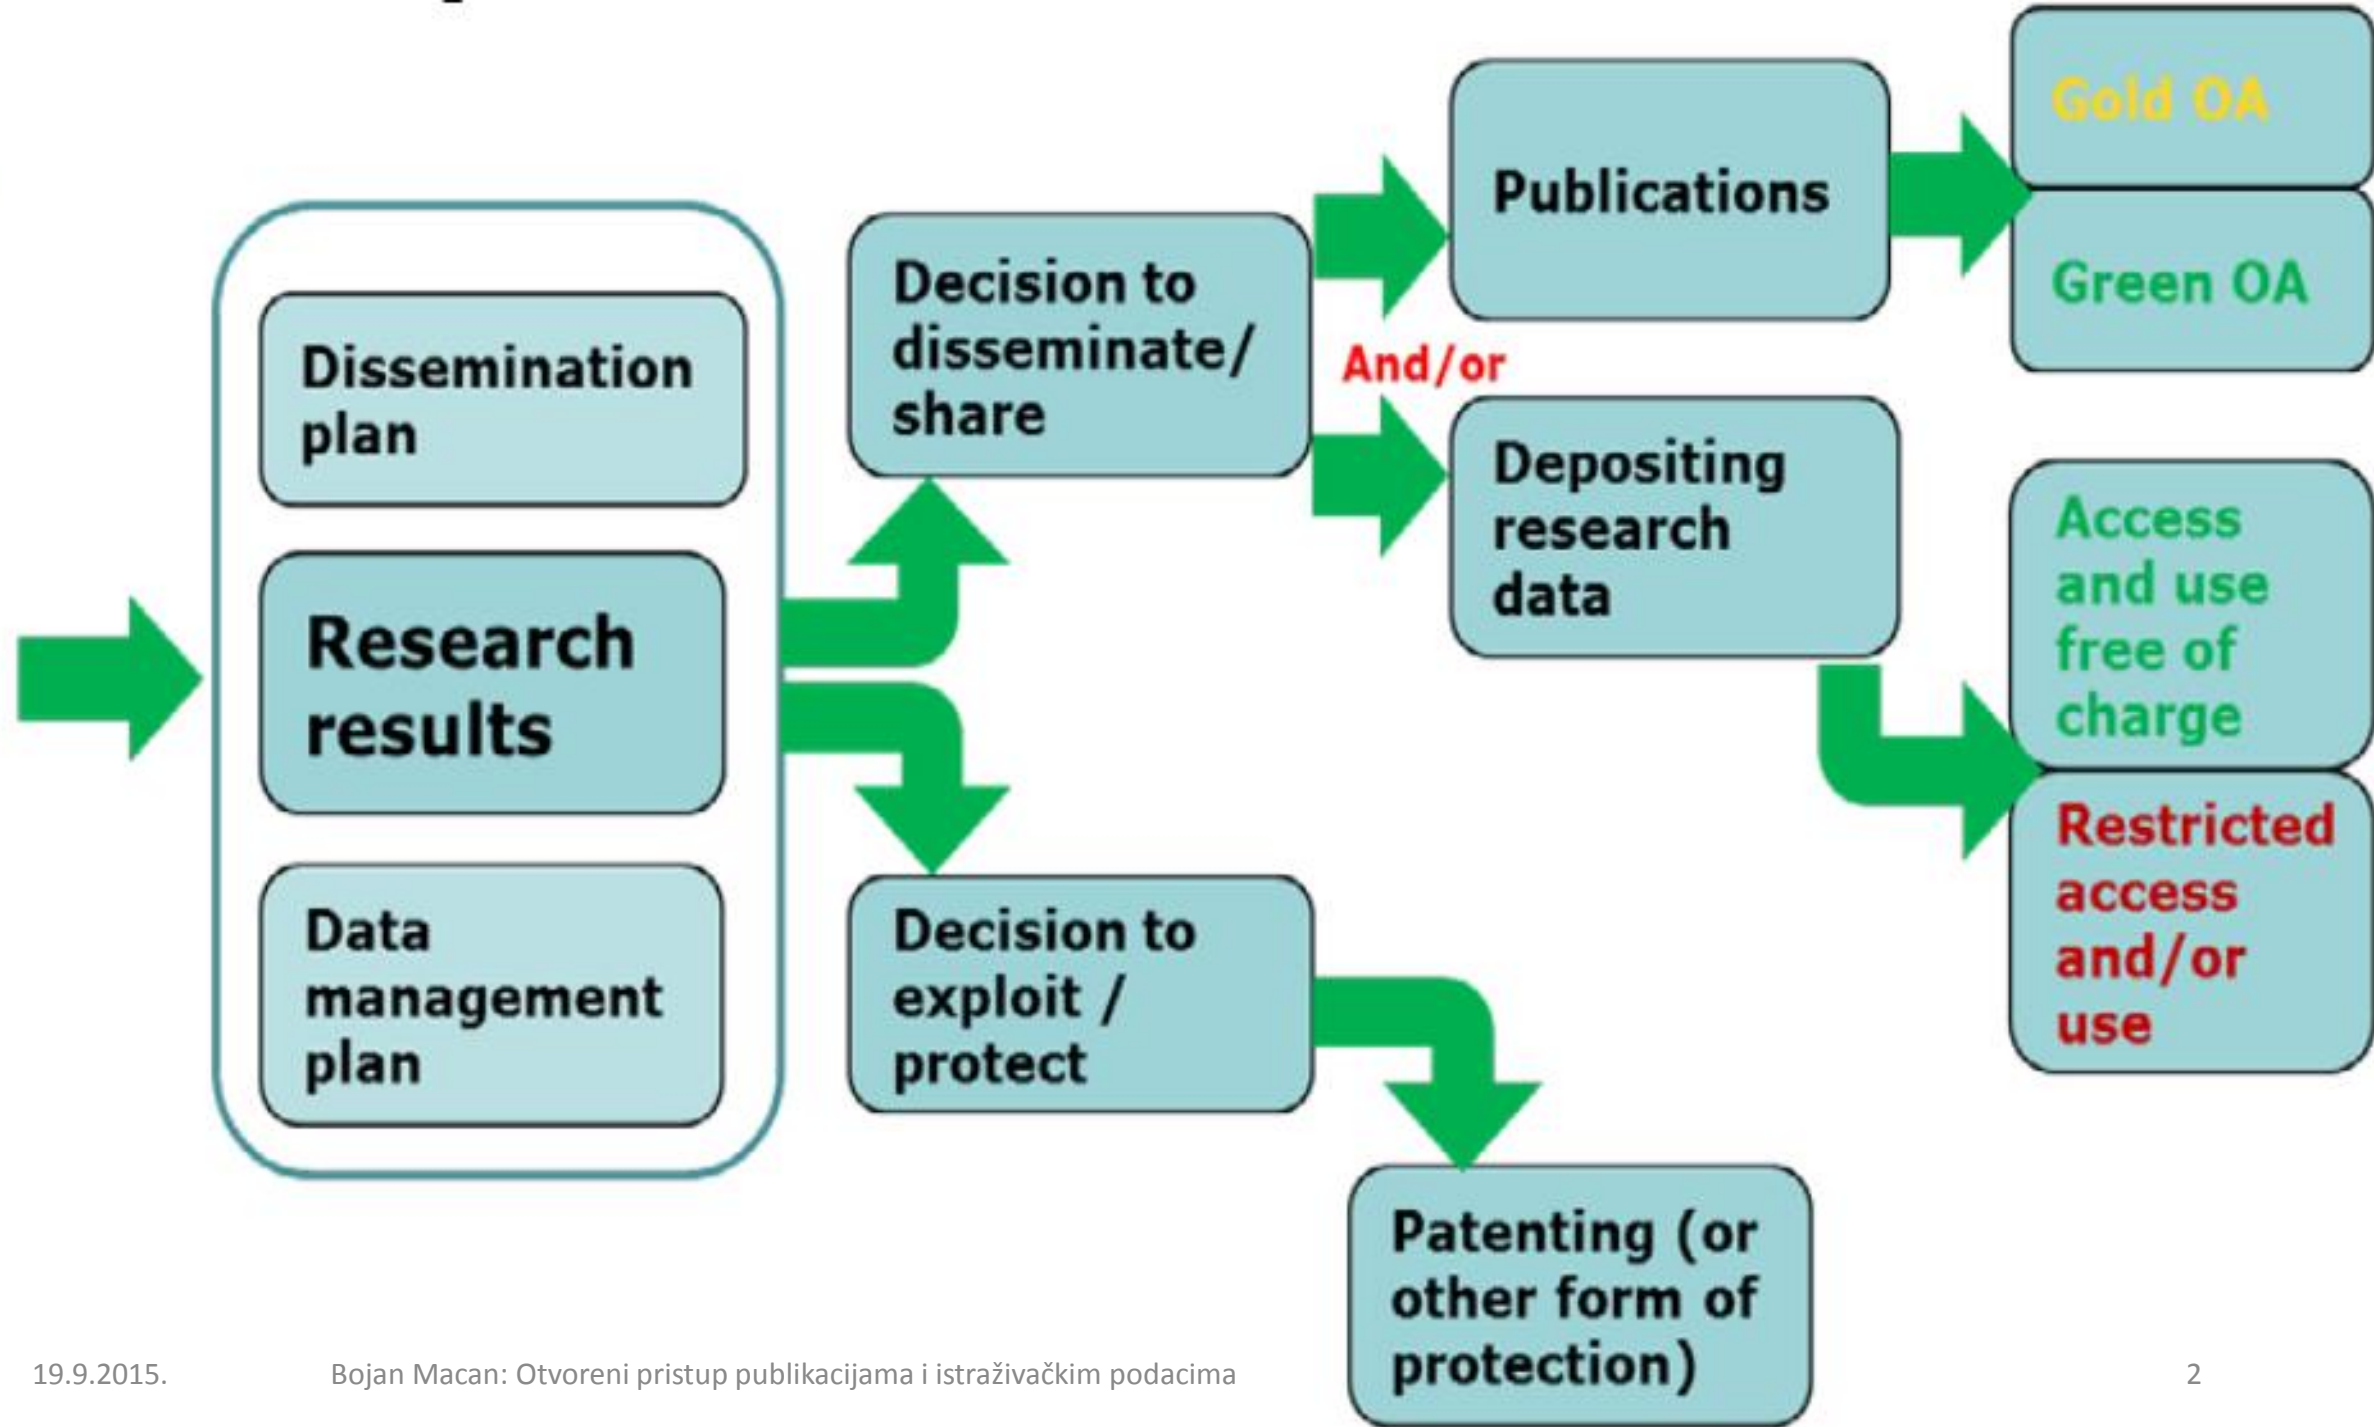 Dissemination
plan
Research
results
Data
management
plan
Decision to
disseminate/
share
Decision to
exploit /
protect
And/or
Publications
Depositing
research
data
Patenting (or
other form of
protection)
Gold OA
Green OA
Access
and use
free of
charge
Restricted
access
and/or
use
19.9.2015.
Bojan Macan: Otvoreni pristup publikacijama i istraživačkim podacima
2